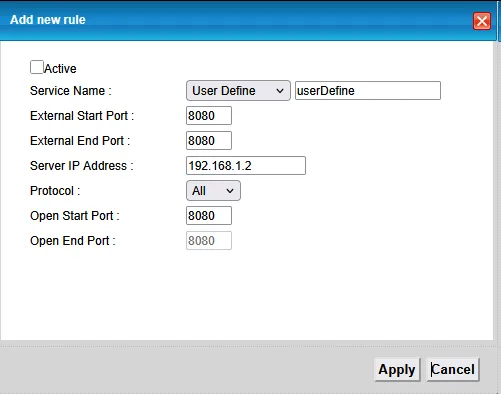 Add new rule
Active
Service Name : User Define userDefine
External Start Port : 8080
External End Port : 8080
Server IP Address : 192.168.1.2
Protocol : All
Open Start Port : 8080
Open End Port : 8080
Apply Cancel